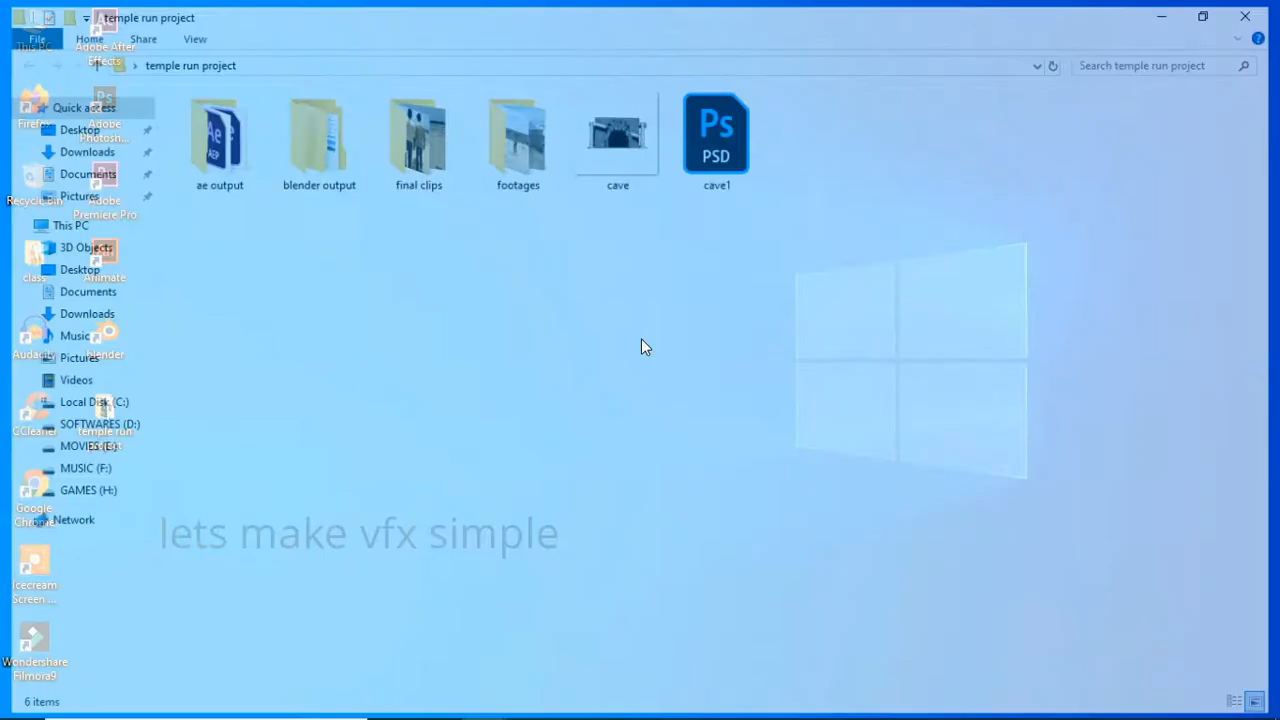 temple run project
File
Home
Share
View
temple run project
Search temple run project
Quick access
Desktop
Downloads
Documents
Pictures
This PC
3D Objects
Desktop
Documents
Downloads
Music
Pictures
Videos
Local Disk (C:)
SOFTWARES (D:)
MOVIES (E:)
MUSIC (F:)
GAMES (H:)
Network
Ae
AEP
ae output
blender output
final clips
footages
cave
Ps
PSD
cave1
This PC
Adobe After
Effects
Firefox
Adobe
Photosh...
Recycle Bin
Adobe
Premiere Pro
class
Animate
Audacity
blender
CCleaner
temple run
Google
Chrome
Icecream
Screen ...
Wondershare
Filmora9
lets make vfx simple
6 items